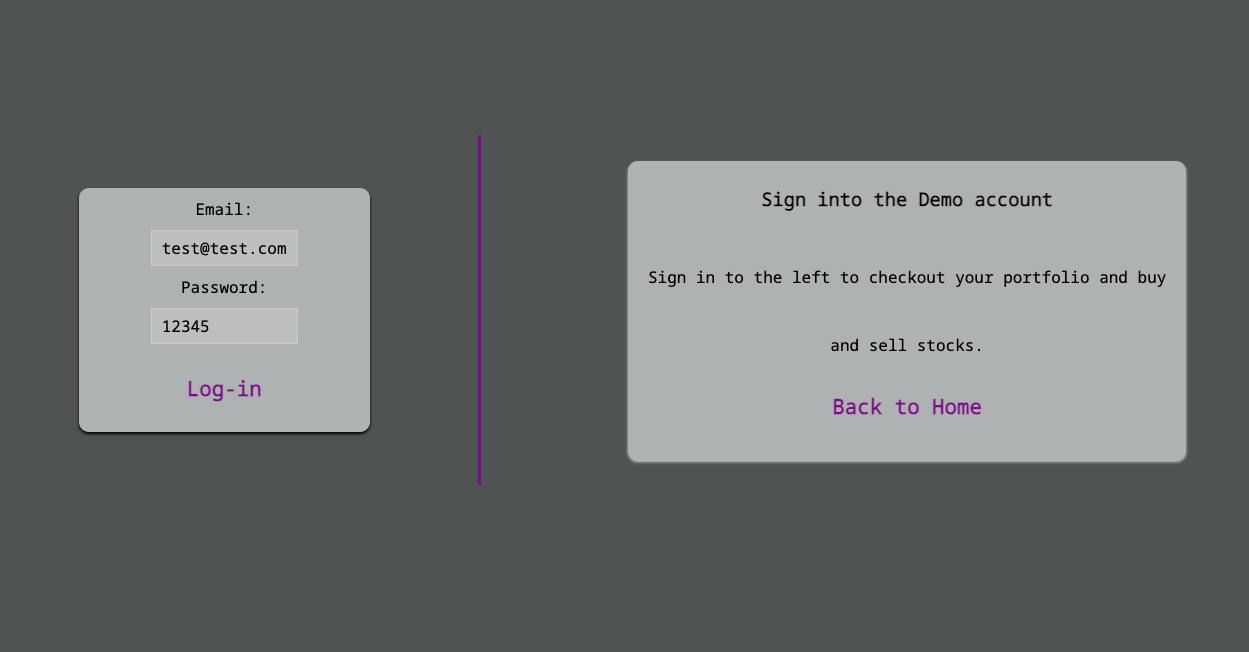 Email:
test@test.com
Password:
12345
Log-in
Sign into the Demo account
Sign in to the left to checkout your portfolio and buy
and sell stocks.
Back to Home